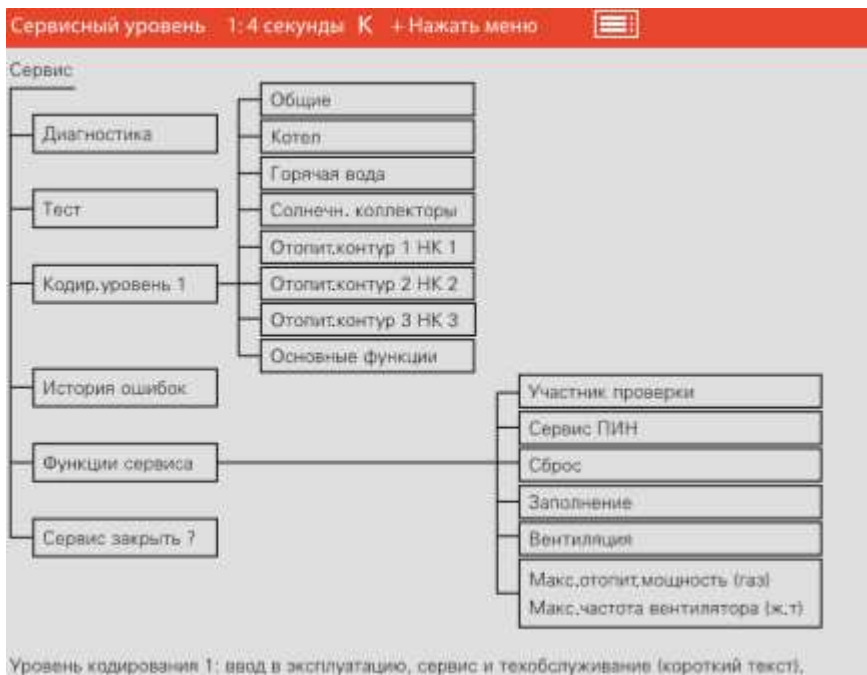 Сервисный уровень 1: 4 секунды K + Нажать меню
Сервис
Диагностика
Тест
Кодир.уровень 1
История ошибок
Функции сервиса
Сервис закрыть ?
Общие
Котел
Горячая вода
Солнечн. коллекторы
Отопит.контур 1 НК 1
Отопит.контур 2 НК 2
Отопит.контур 3 НК 3
Основные функции
Участник проверки
Сервис ПИН
Сброс
Заполнение
Вентиляция
Макс.отопит.мощность (газ)
Макс.частота вентилятора (ж.т)
Уровень кодирования 1: ввод в эксплуатацию, сервис и техобслуживание (короткий текст),